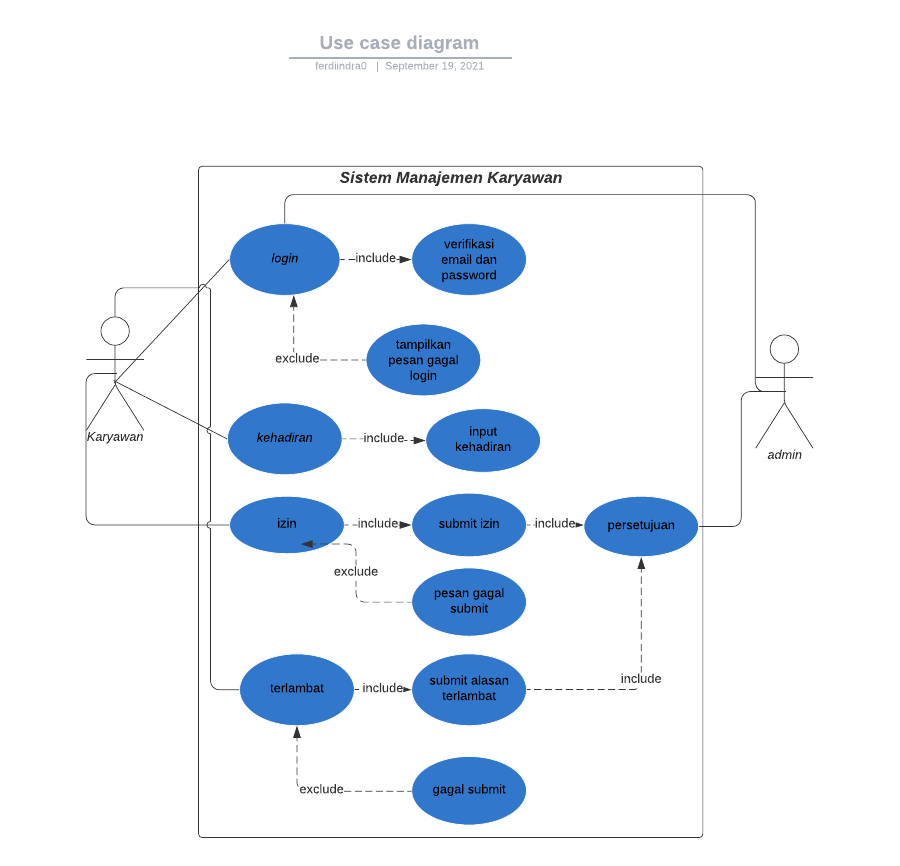 Use case diagram
ferdiindra0 | September 19, 2021
Sistem Manajemen Karyawan
login
include
verifikasi
email dan
password
exclude
tampilkan
pesan gagal
login
Karyawan
kehadiran
include
input
kehadiran
admin
izin
include
submit izin
include
persetujuan
exclude
pesan gagal
submit
terlambat
include
submit alasan
terlambat
include
exclude
gagal submit